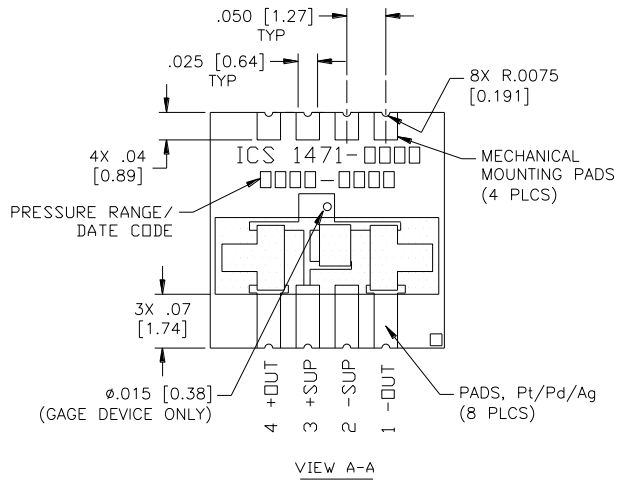 .050 [1.27]
TYP
.025 [0.64]
TYP
8X R.0075
[0.191]
4X .04
[0.89]
ICS 1471-▯▯▯▯
▯▯▯▯-▯▯▯▯
MECHANICAL
MOUNTING PADS
(4 PLCS)
PRESSURE RANGE/
DATE CODE
3X .07
[1.74]
ø.015 [0.38]
(GAGE DEVICE ONLY)
4 +OUT
3 +SUP
2 -SUP
1 -OUT
PADS, Pt/Pd/Ag
(8 PLCS)
VIEW A-A